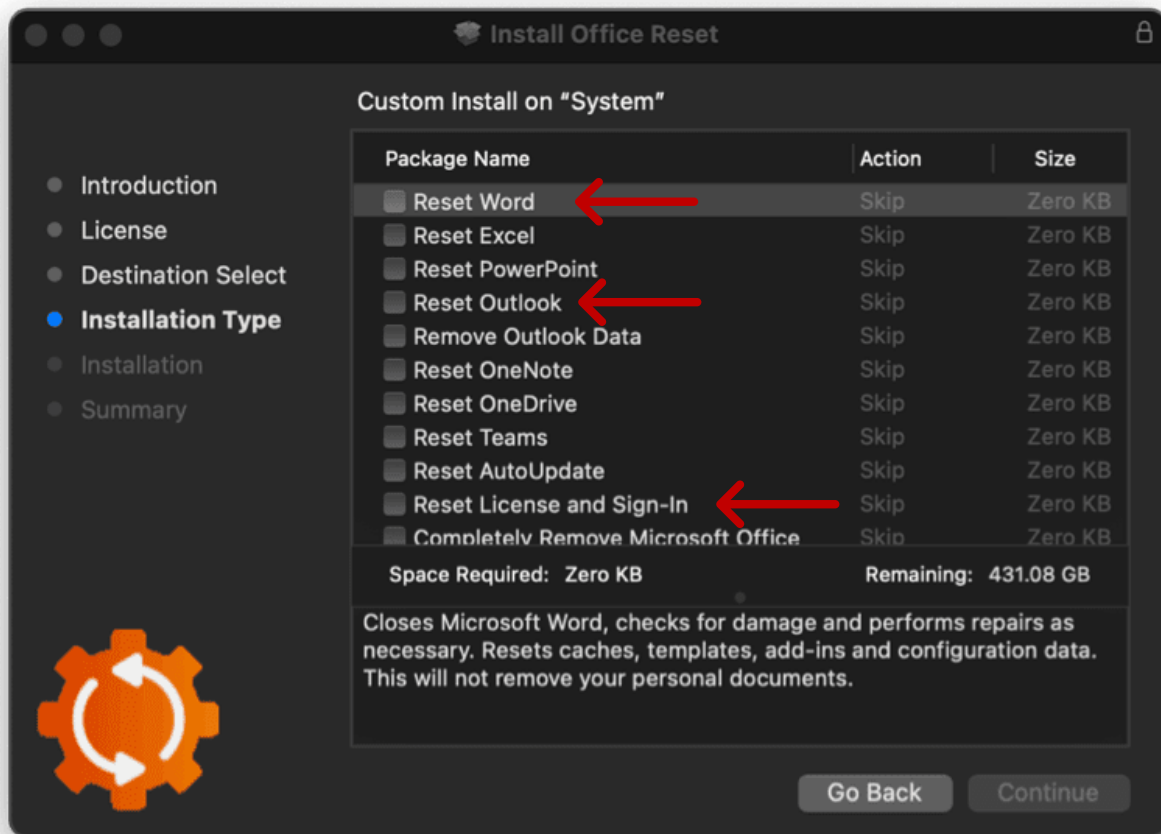 Install Office Reset
Custom Install on “System”
Introduction
License
Destination Select
Installation Type
Installation
Summary
Package Name Action Size
Reset Word Skip Zero KB
Reset Excel Skip Zero KB
Reset PowerPoint Skip Zero KB
Reset Outlook Skip Zero KB
Remove Outlook Data Skip Zero KB
Reset OneNote Skip Zero KB
Reset OneDrive Skip Zero KB
Reset Teams Skip Zero KB
Reset AutoUpdate Skip Zero KB
Reset License and Sign-In Skip Zero KB
Completely Remove Microsoft Office Skip Zero KB
Space Required: Zero KB Remaining: 431.08 GB
Closes Microsoft Word, checks for damage and performs repairs as
necessary. Resets caches, templates, add-ins and configuration data.
This will not remove your personal documents.
Go Back Continue